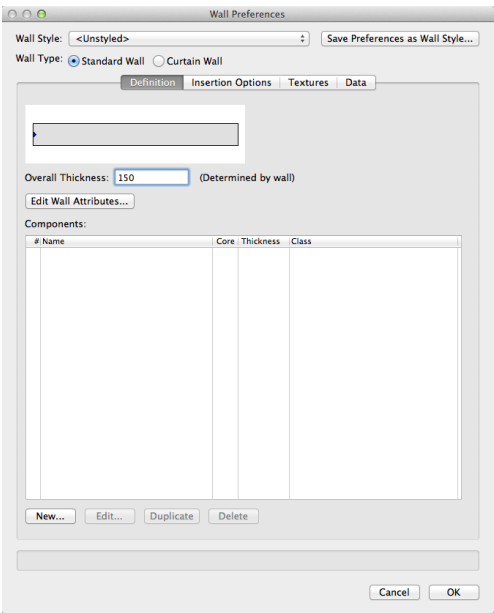 Wall Preferences
Wall Style: <Unstyled> Save Preferences as Wall Style...
Wall Type: Standard Wall Curtain Wall
Definition Insertion Options Textures Data
Overall Thickness: 150 (Determined by wall)
Edit Wall Attributes...
Components:
# Name Core Thickness Class
New... Edit... Duplicate Delete
Cancel OK